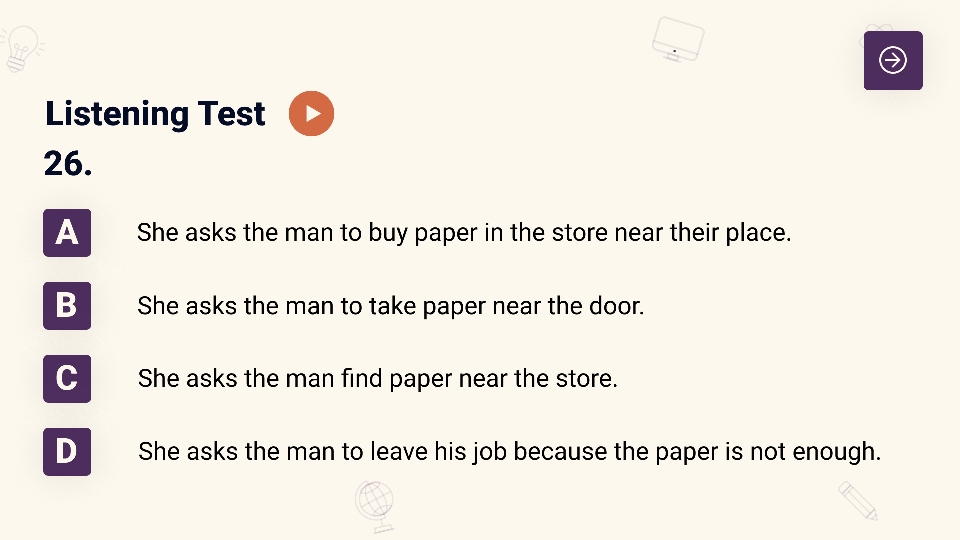 Listening Test
26.
A She asks the man to buy paper in the store near their place.
B She asks the man to take paper near the door.
C She asks the man find paper near the store.
D She asks the man to leave his job because the paper is not enough.